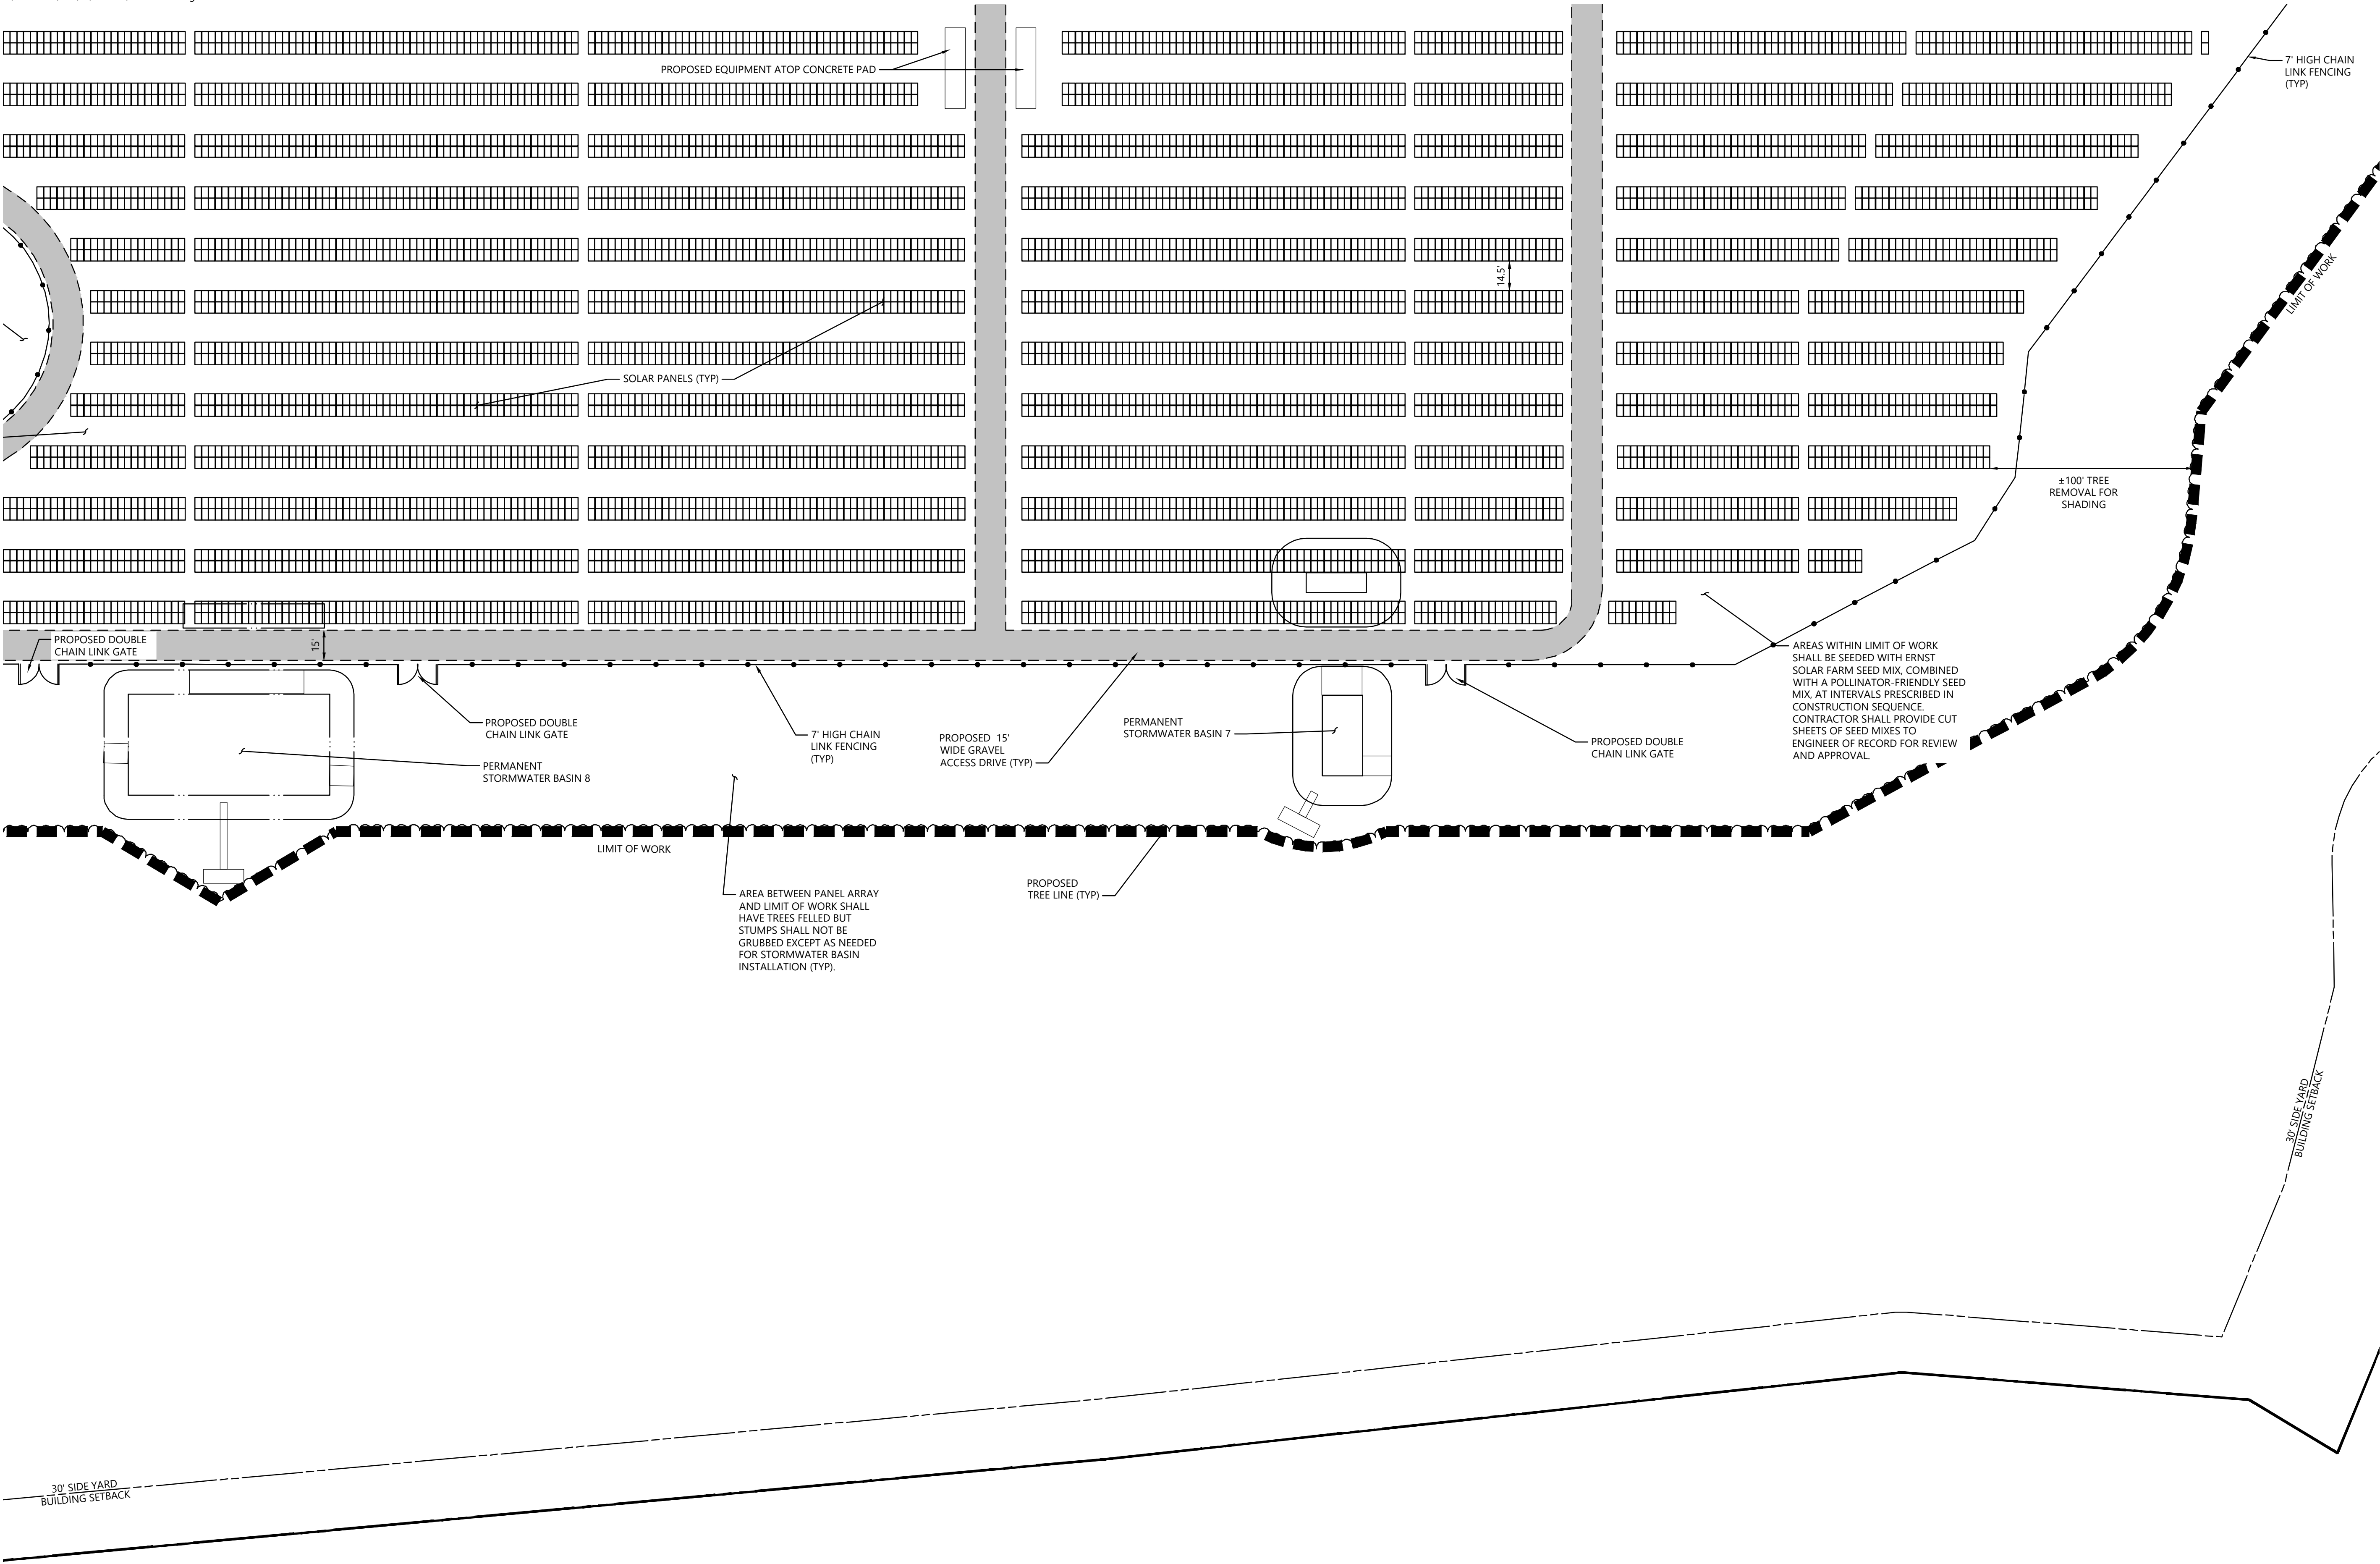 PROPOSED EQUIPMENT ATOP CONCRETE PAD
7' HIGH CHAIN
LINK FENCING
(TYP)
14.5'
LIMIT OF WORK
SOLAR PANELS (TYP)
±100' TREE
REMOVAL FOR
SHADING
PROPOSED DOUBLE
CHAIN LINK GATE
15'
AREAS WITHIN LIMIT OF WORK
SHALL BE SEEDED WITH ERNST
SOLAR FARM SEED MIX, COMBINED
WITH A POLLINATOR-FRIENDLY SEED
MIX, AT INTERVALS PRESCRIBED IN
CONSTRUCTION SEQUENCE.
CONTRACTOR SHALL PROVIDE CUT
SHEETS OF SEED MIXES TO
ENGINEER OF RECORD FOR REVIEW
AND APPROVAL.
PROPOSED DOUBLE
CHAIN LINK GATE
7' HIGH CHAIN
LINK FENCING
(TYP)
PROPOSED 15'
WIDE GRAVEL
ACCESS DRIVE (TYP)
PERMANENT
STORMWATER BASIN 7
PROPOSED DOUBLE
CHAIN LINK GATE
PERMANENT
STORMWATER BASIN 8
LIMIT OF WORK
AREA BETWEEN PANEL ARRAY
AND LIMIT OF WORK SHALL
HAVE TREES FELLED BUT
STUMPS SHALL NOT BE
GRUBBED EXCEPT AS NEEDED
FOR STORMWATER BASIN
INSTALLATION (TYP).
PROPOSED
TREE LINE (TYP)
30' SIDE YARD
BUILDING SETBACK
30' SIDE YARD
BUILDING SETBACK